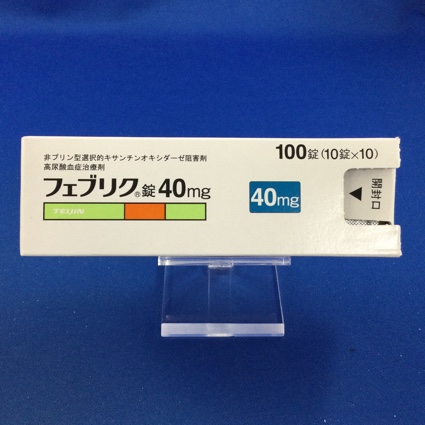 非プリン型選択的キサンチンオキシダーゼ阻害剤
高尿酸血症治療剤
フェブリク®錠40mg
TEIJIN
100錠(10錠×10)
40mg
開封口